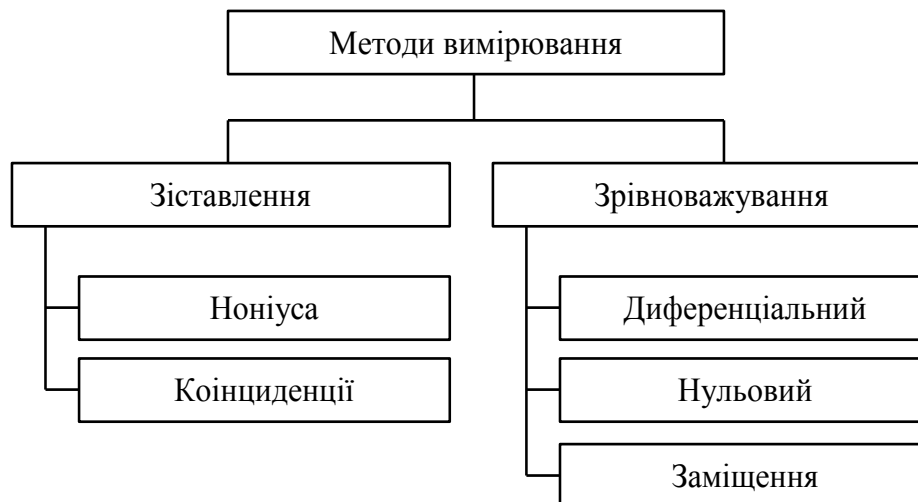 Методи вимірювання
Зіставлення
Ноніуса
Коінциденції
Зрівноважування
Диференціальний
Нульовий
Заміщення